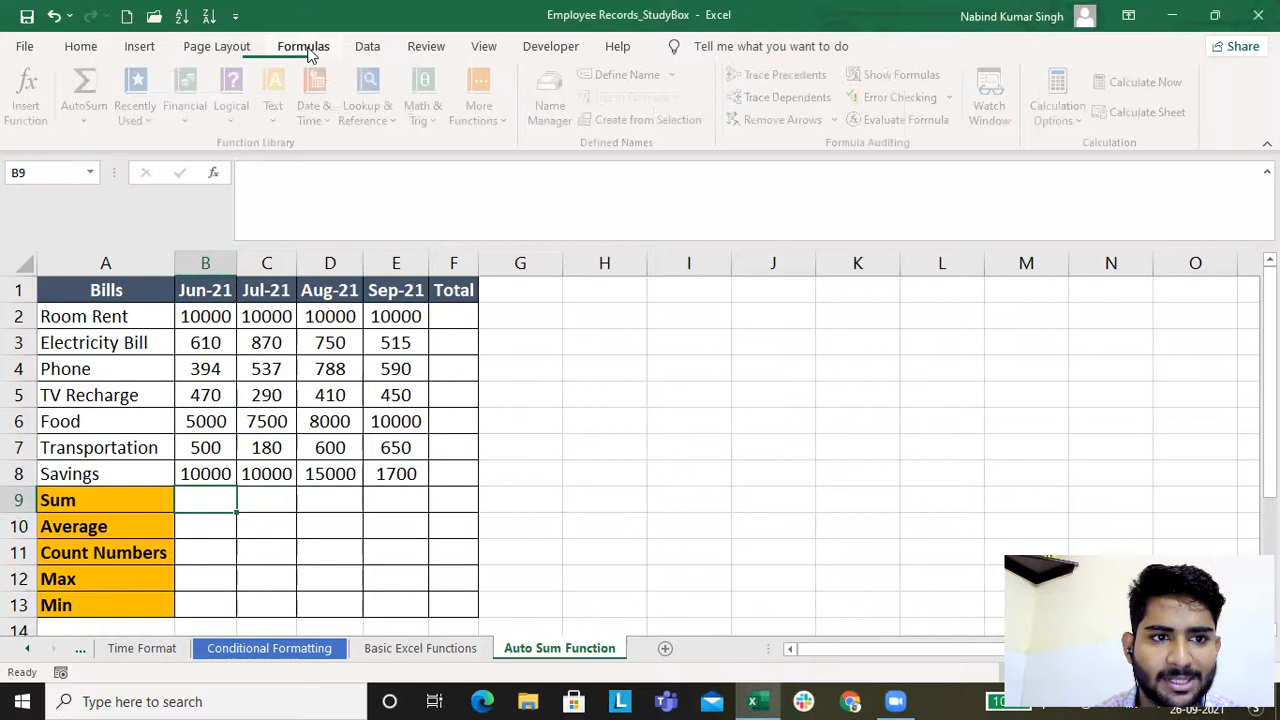 Employee Records_StudyBox - Excel
Nabind Kumar Singh
File Home Insert Page Layout Formulas Data Review View Developer Help Tell me what you want to do Share
Insert Function
AutoSum
Recently Used
Financial
Logical
Text
Date & Time
Lookup & Reference
Math & Trig
More Functions
Function Library
Name Manager
Define Name
Create from Selection
Defined Names
Trace Precedents
Trace Dependents
Remove Arrows
Show Formulas
Error Checking
Evaluate Formula
Formula Auditing
Watch Window
Calculation Options
Calculate Now
Calculate Sheet
Calculation
B9
fx
A B C D E F G H I J K L M N O
1 Bills Jun-21 Jul-21 Aug-21 Sep-21 Total
2 Room Rent 10000 10000 10000 10000
3 Electricity Bill 610 870 750 515
4 Phone 394 537 788 590
5 TV Recharge 470 290 410 450
6 Food 5000 7500 8000 10000
7 Transportation 500 180 600 650
8 Savings 10000 10000 15000 1700
9 Sum
10 Average
11 Count Numbers
12 Max
13 Min
14
... Time Format Conditional Formatting Basic Excel Functions Auto Sum Function
Ready
Type here to search
26-09-2021